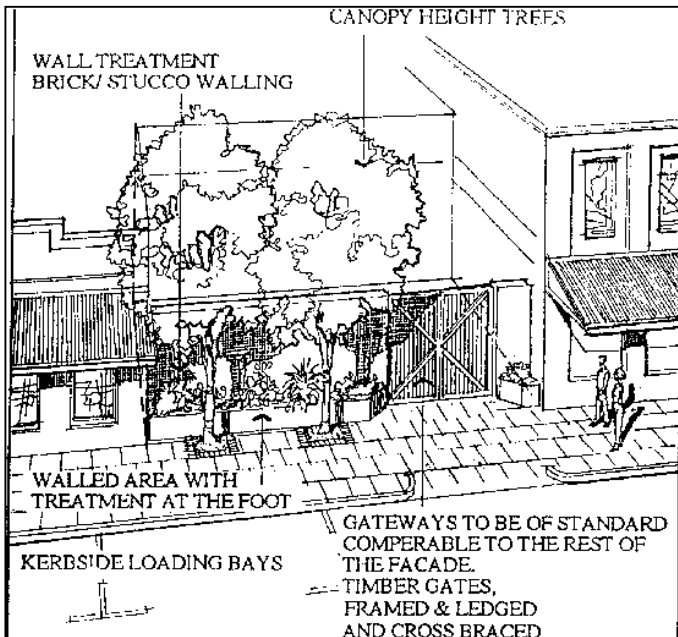 CANOPY HEIGHT TREES
WALL TREATMENT
BRICK/ STUCCO WALLING
WALLED AREA WITH
TREATMENT AT THE FOOT
KERBSIDE LOADING BAYS
GATEWAYS TO BE OF STANDARD
COMPERABLE TO THE REST OF
THE FACADE.
TIMBER GATES,
FRAMED & LEDGED
AND CROSS BRACED